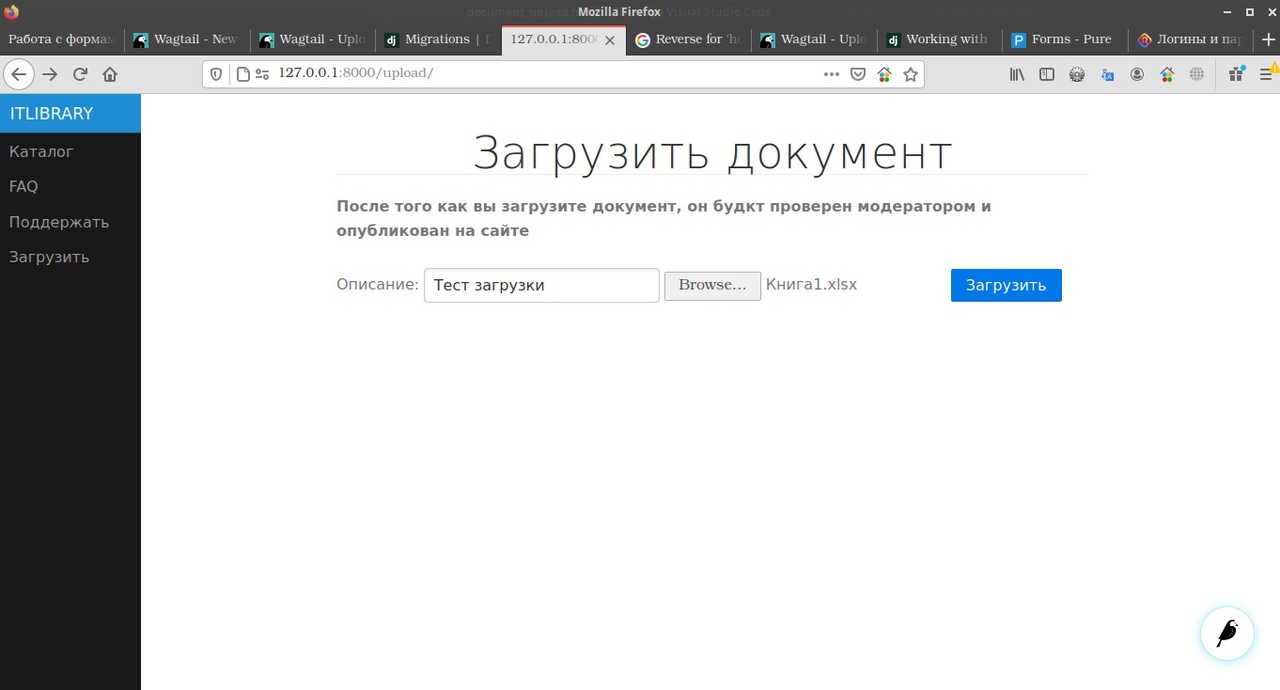 Mozilla Firefox
Работа с форма
Wagtail - New
Wagtail - Uplo
Migrations |
127.0.0.1:8000
Reverse for 'h
Wagtail - Uplo
Working with
Forms - Pure
Логины и па
127.0.0.1:8000/upload/
ITLIBRARY
Каталог
FAQ
Поддержать
Загрузить
Загрузить документ
После того как вы загрузите документ, он будкт проверен модератором и
опубликован на сайте
Описание: Тест загрузки Browse... Книга1.xlsx Загрузить